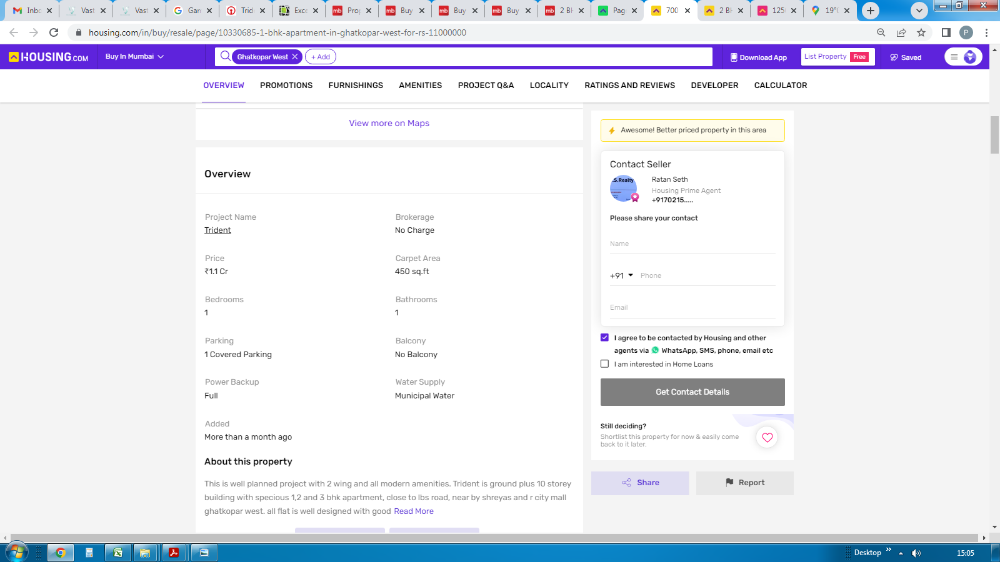 Inbo
Vast
Vast
Gan
Trid
Exce
Prop
Buy
Buy
Buy
2 BH
Pag
700
2 BH
125
19°
housing.com/in/buy/resale/page/10330685-1-bhk-apartment-in-ghatkopar-west-for-rs-11000000
P
HOUSING.COM
Buy In Mumbai
Ghatkopar West
+ Add
Download App
List Property Free
Saved
OVERVIEW
PROMOTIONS
FURNISHINGS
AMENITIES
PROJECT Q&A
LOCALITY
RATINGS AND REVIEWS
DEVELOPER
CALCULATOR
View more on Maps
Overview
Project Name
Trident
Brokerage
No Charge
Price
₹1.1 Cr
Carpet Area
450 sq.ft
Bedrooms
1
Bathrooms
1
Parking
1 Covered Parking
Balcony
No Balcony
Power Backup
Full
Water Supply
Municipal Water
Added
More than a month ago
About this property
This is well planned project with 2 wing and all modern amenities. Trident is ground plus 10 storey
building with specious 1,2 and 3 bhk apartment, close to lbs road, near by shreyas and r city mall
ghatkopar west. all flat is well designed with good Read More
Awesome! Better priced property in this area
Contact Seller
.S.Realty
Ratan Seth
Housing Prime Agent
+9170215.....
Please share your contact
Name
+91
Phone
Email
I agree to be contacted by Housing and other
agents via WhatsApp, SMS, phone, email etc
I am interested in Home Loans
Get Contact Details
Still deciding?
Shortlist this property for now & easily come
back to it later.
Share
Report
Desktop
15:05